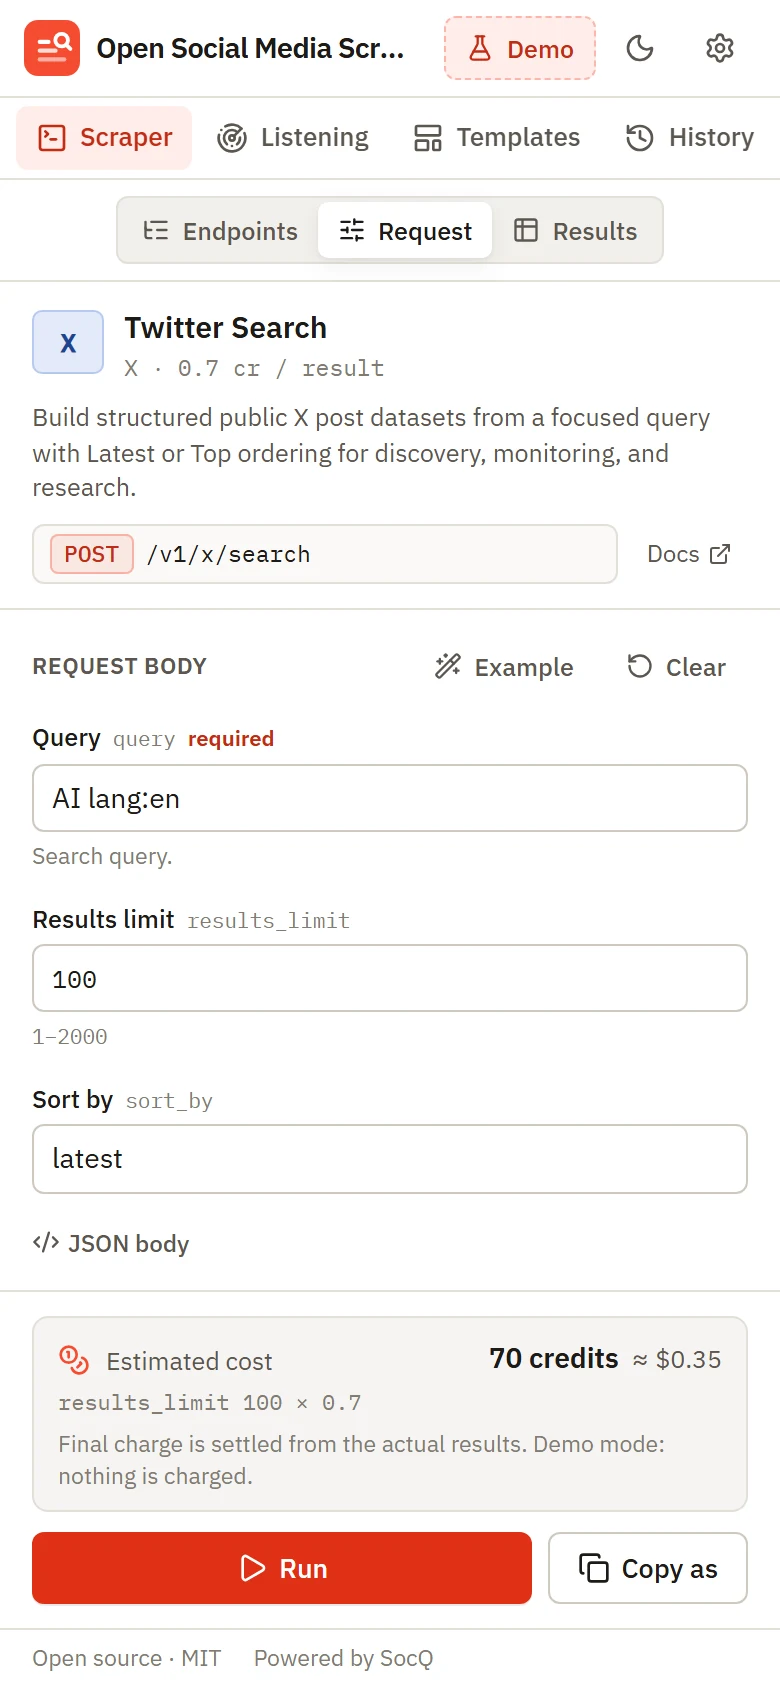 Open Social Media Scr...
Demo
Scraper
Listening
Templates
History
Endpoints
Request
Results
X
Twitter Search
X · 0.7 cr / result
Build structured public X post datasets from a focused query
with Latest or Top ordering for discovery, monitoring, and
research.
POST /v1/x/search
Docs
REQUEST BODY
Example
Clear
Query query required
AI lang:en
Search query.
Results limit results_limit
100
1–2000
Sort by sort_by
latest
JSON body
Estimated cost
70 credits ≈ $0.35
results_limit 100 × 0.7
Final charge is settled from the actual results. Demo mode:
nothing is charged.
Run
Copy as
Open source · MIT
Powered by SocQ